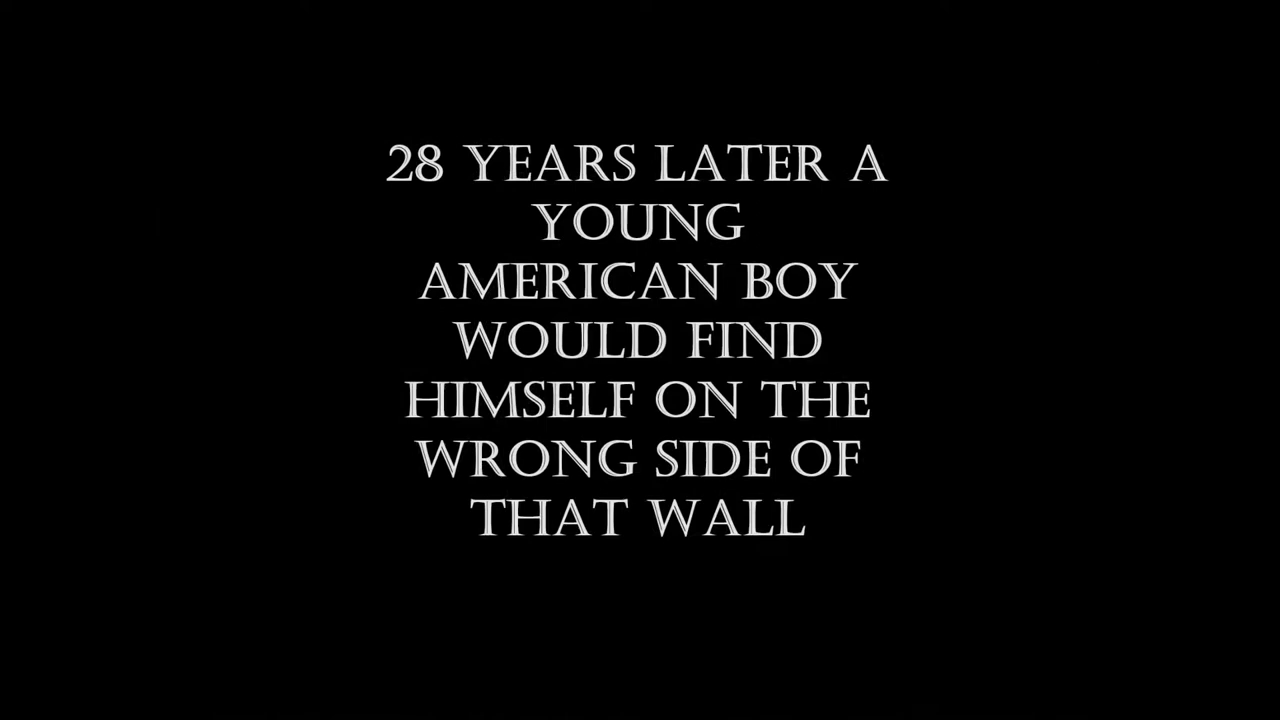 28 YEARS LATER A
YOUNG
AMERICAN BOY
WOULD FIND
HIMSELF ON THE
WRONG SIDE OF
THAT WALL